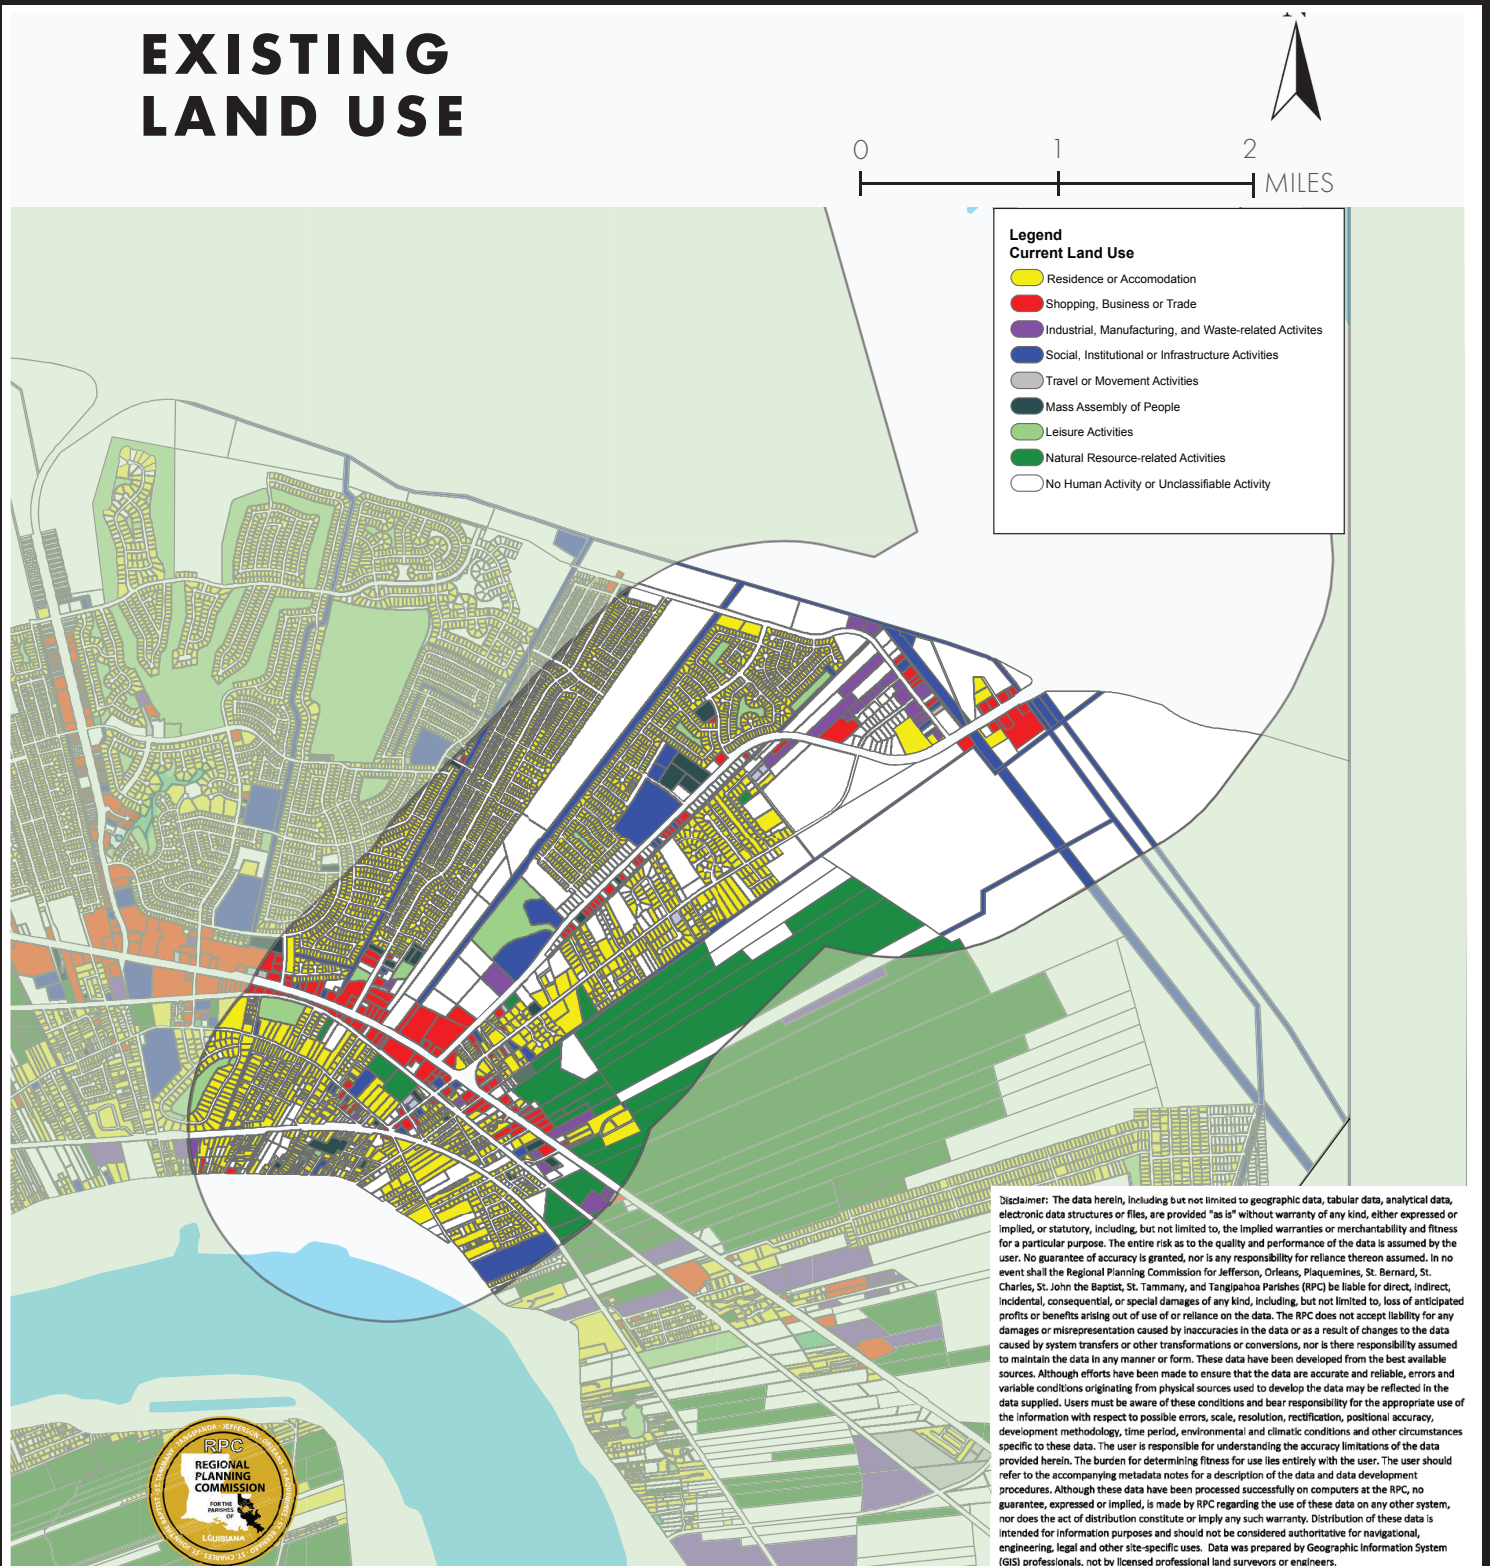 EXISTING
LAND USE
0 1 2
MILES
Legend
Current Land Use
Residence or Accomodation
Shopping, Business or Trade
Industrial, Manufacturing, and Waste-related Activites
Social, Institutional or Infrastructure Activities
Travel or Movement Activities
Mass Assembly of People
Leisure Activities
Natural Resource-related Activities
No Human Activity or Unclassifiable Activity
Disclaimer: The data herein, including but not limited to geographic data, tabular data, analytical data,
electronic data structures or files, are provided "as is" without warranty of any kind, either expressed or
implied, or statutory, including, but not limited to, the implied warranties or merchantability and fitness
for a particular purpose. The entire risk as to the quality and performance of the data is assumed by the
user. No guarantee of accuracy is granted, nor is any responsibility for reliance thereon assumed. In no
event shall the Regional Planning Commission for Jefferson, Orleans, Plaquemines, St. Bernard, St.
Charles, St. John the Baptist, St. Tammany, and Tangipahoa Parishes (RPC) be liable for direct, indirect,
incidental, consequential, or special damages of any kind, including, but not limited to, loss of anticipated
profits or benefits arising out of use of or reliance on the data. The RPC does not accept liability for any
damages or misrepresentation caused by inaccuracies in the data or as a result of changes to the data
caused by system transfers or other transformations or conversions, nor is there responsibility assumed
to maintain the data in any manner or form. These data have been developed from the best available
sources. Although efforts have been made to ensure that the data are accurate and reliable, errors and
variable conditions originating from physical sources used to develop the data may be reflected in the
data supplied. Users must be aware of these conditions and bear responsibility for the appropriate use of
the information with respect to possible errors, scale, resolution, rectification, positional accuracy,
development methodology, time period, environmental and climatic conditions and other circumstances
specific to these data. The user is responsible for understanding the accuracy limitations of the data
provided herein. The burden for determining fitness for use lies entirely with the user. The user should
refer to the accompanying metadata notes for a description of the data and data development
procedures. Although these data have been processed successfully on computers at the RPC, no
guarantee, expressed or implied, is made by RPC regarding the use of these data on any other system,
nor does the act of distribution constitute or imply any such warranty. Distribution of these data is
intended for information purposes and should not be considered authoritative for navigational,
engineering, legal and other site-specific uses. Data was prepared by Geographic Information System
(GIS) professionals, not by licensed professional land surveyors or engineers.
RPC
REGIONAL
PLANNING
COMMISSION
FOR THE
PARISHES
OF
LOUISIANA
ST. TAMMANY · TANGIPAHOA · JEFFERSON · ORLEANS · PLAQUEMINES · ST. BERNARD · ST. CHARLES · ST. JOHN THE BAPTIST